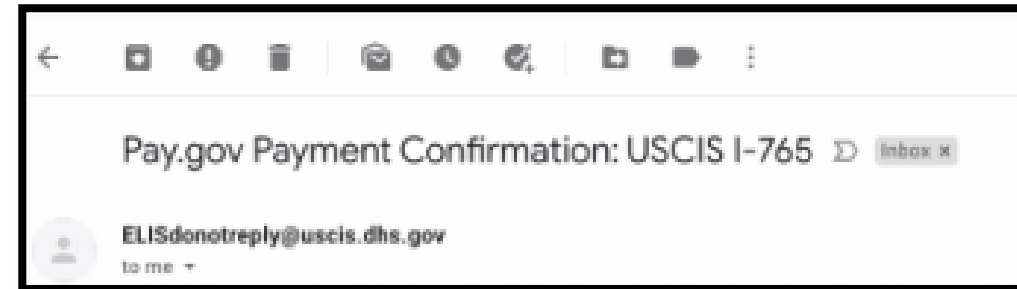 Pay.gov Payment Confirmation: USCIS I-765 Inbox x
ELISdonotreply@uscis.dhs.gov
to me